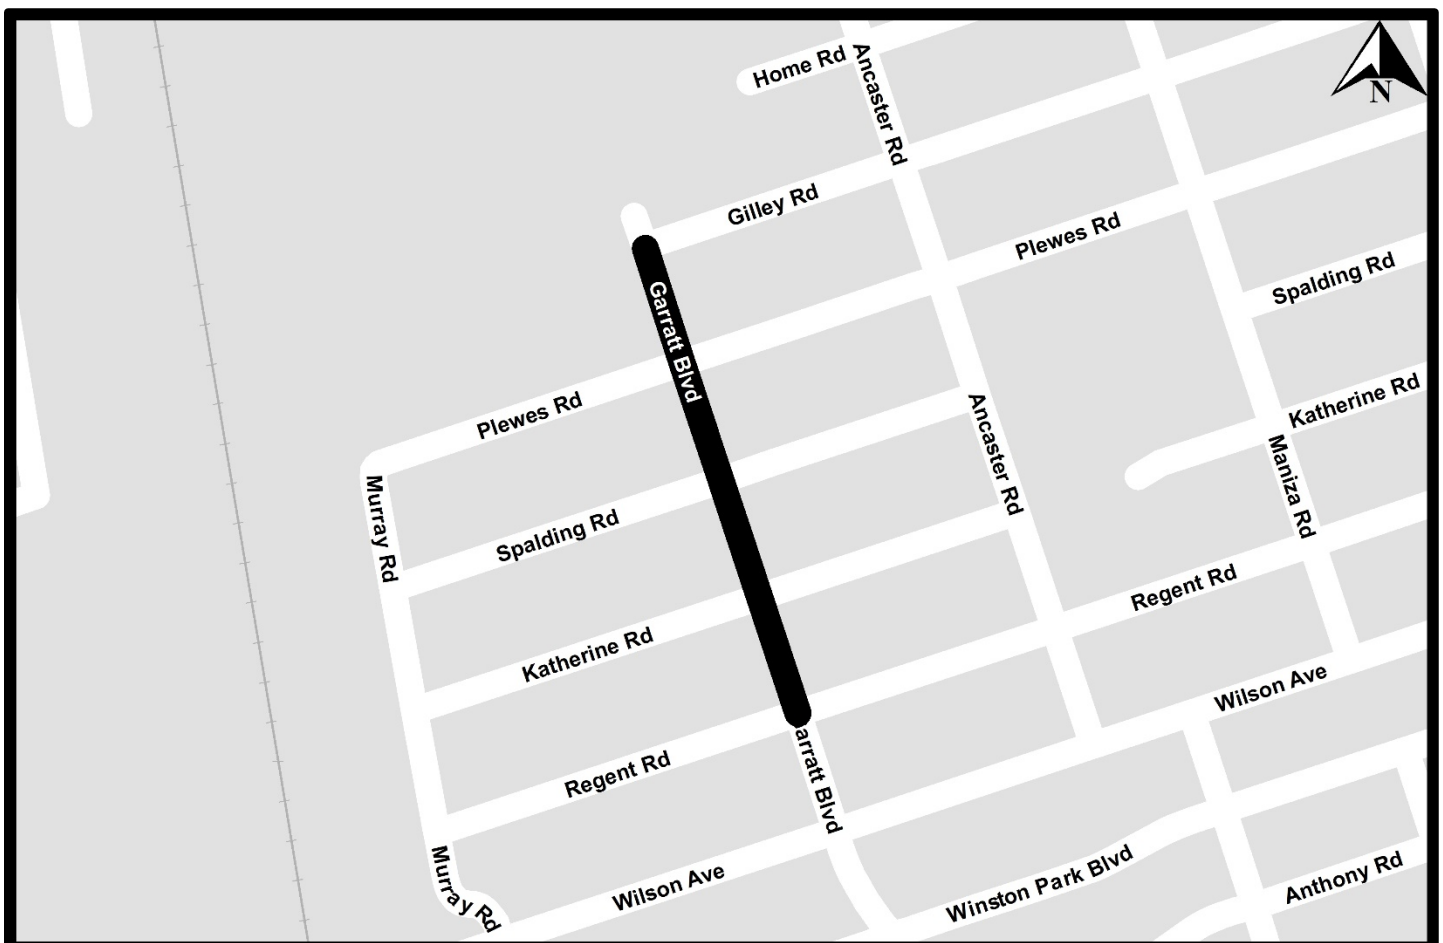 Home Rd
Ancaster Rd
N
Gilley Rd
Plewes Rd
Spalding Rd
Garratt Blvd
Plewes Rd
Katherine Rd
Ancaster Rd
Maniza Rd
Murray Rd
Spalding Rd
Regent Rd
Katherine Rd
Wilson Ave
Regent Rd
arratt Blvd
Murray Rd
Wilson Ave
Winston Park Blvd
Anthony Rd